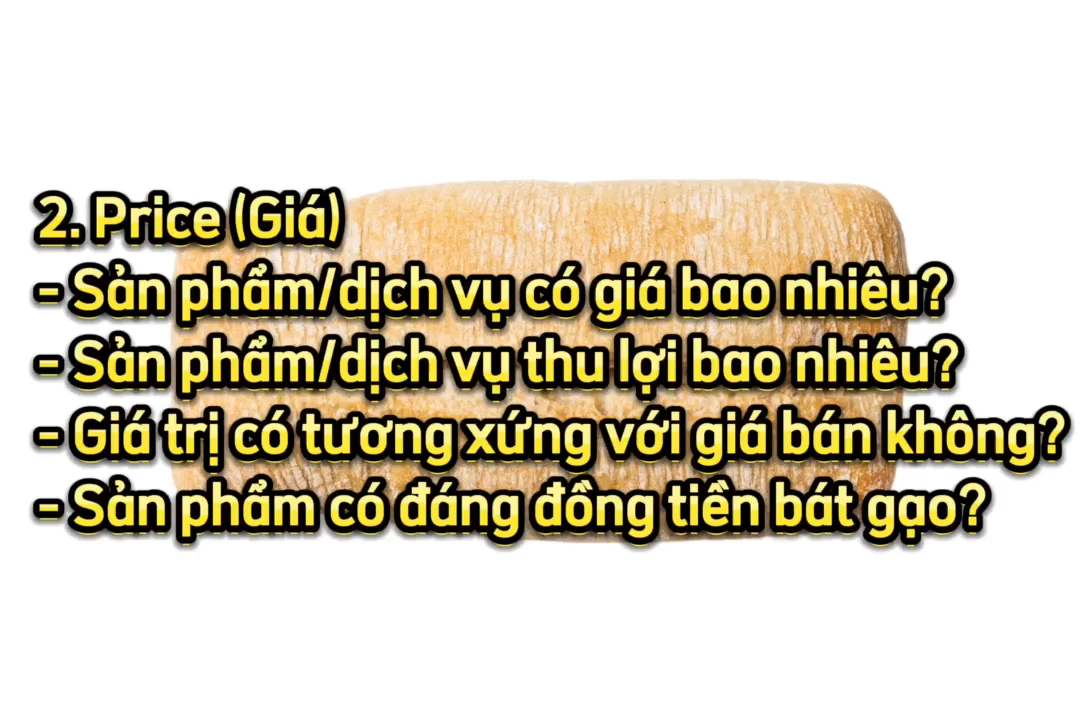 2. Price (Giá)
- Sản phẩm/dịch vụ có giá bao nhiêu?
- Sản phẩm/dịch vụ thu lợi bao nhiêu?
- Giá trị có tương xứng với giá bán không?
- Sản phẩm có đáng đồng tiền bát gạo?